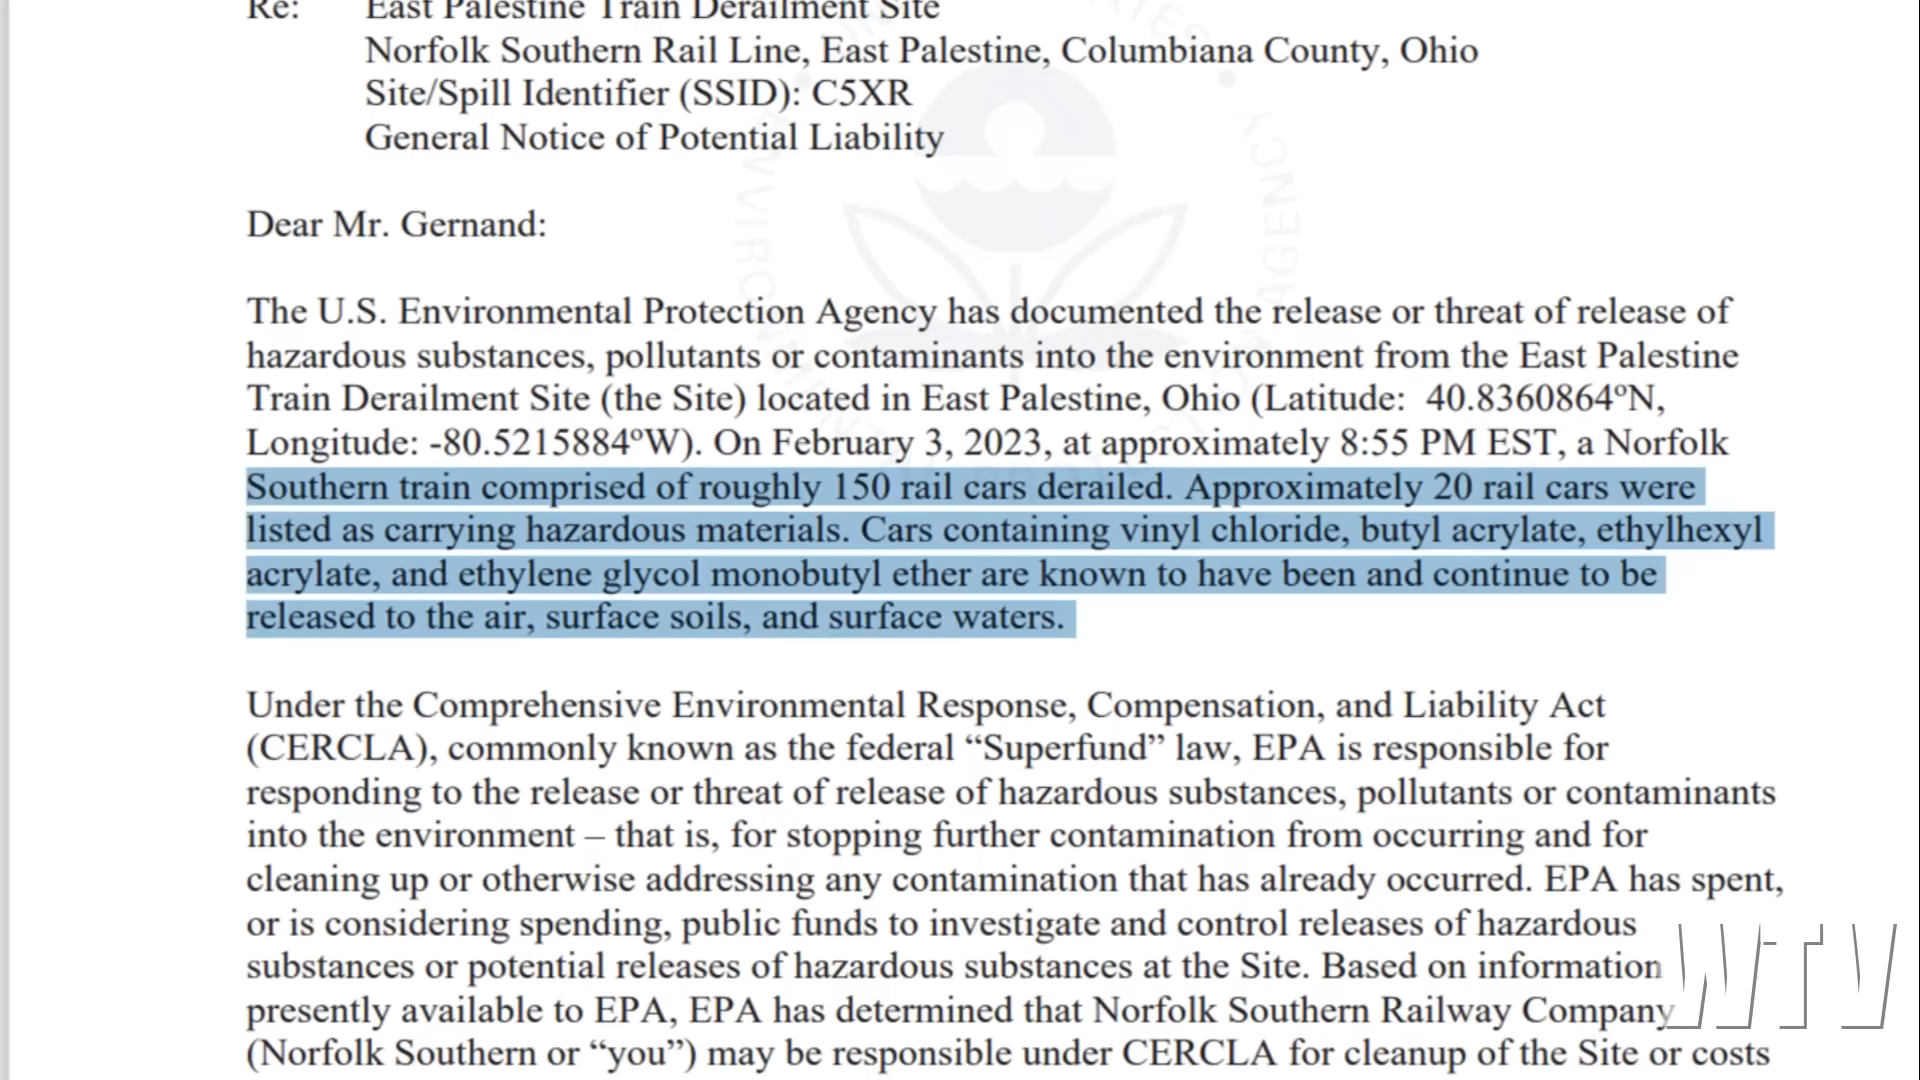 Re: East Palestine Train Derailment Site
Norfolk Southern Rail Line, East Palestine, Columbiana County, Ohio
Site/Spill Identifier (SSID): C5XR
General Notice of Potential Liability
Dear Mr. Gernand:
The U.S. Environmental Protection Agency has documented the release or threat of release of
hazardous substances, pollutants or contaminants into the environment from the East Palestine
Train Derailment Site (the Site) located in East Palestine, Ohio (Latitude:  40.8360864ºN,
Longitude: -80.5215884ºW). On February 3, 2023, at approximately 8:55 PM EST, a Norfolk
Southern train comprised of roughly 150 rail cars derailed. Approximately 20 rail cars were
listed as carrying hazardous materials. Cars containing vinyl chloride, butyl acrylate, ethylhexyl
acrylate, and ethylene glycol monobutyl ether are known to have been and continue to be
released to the air, surface soils, and surface waters.
Under the Comprehensive Environmental Response, Compensation, and Liability Act
(CERCLA), commonly known as the federal “Superfund” law, EPA is responsible for
responding to the release or threat of release of hazardous substances, pollutants or contaminants
into the environment – that is, for stopping further contamination from occurring and for
cleaning up or otherwise addressing any contamination that has already occurred. EPA has spent,
or is considering spending, public funds to investigate and control releases of hazardous
substances or potential releases of hazardous substances at the Site. Based on information
presently available to EPA, EPA has determined that Norfolk Southern Railway Company
(Norfolk Southern or “you”) may be responsible under CERCLA for cleanup of the Site or costs
WTV